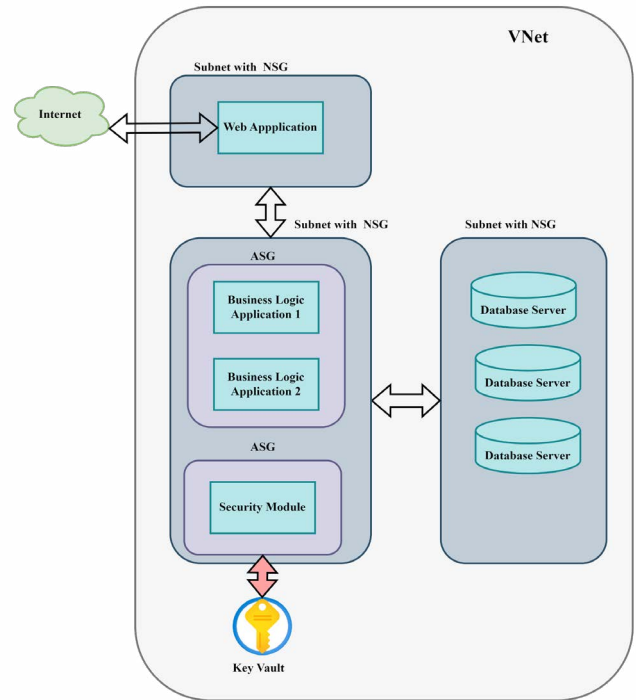 VNet
Subnet with NSG
Internet
Web Appplication
Subnet with NSG
Subnet with NSG
ASG
Business Logic
Application 1
Business Logic
Application 2
Database Server
Database Server
Database Server
ASG
Security Module
Key Vault